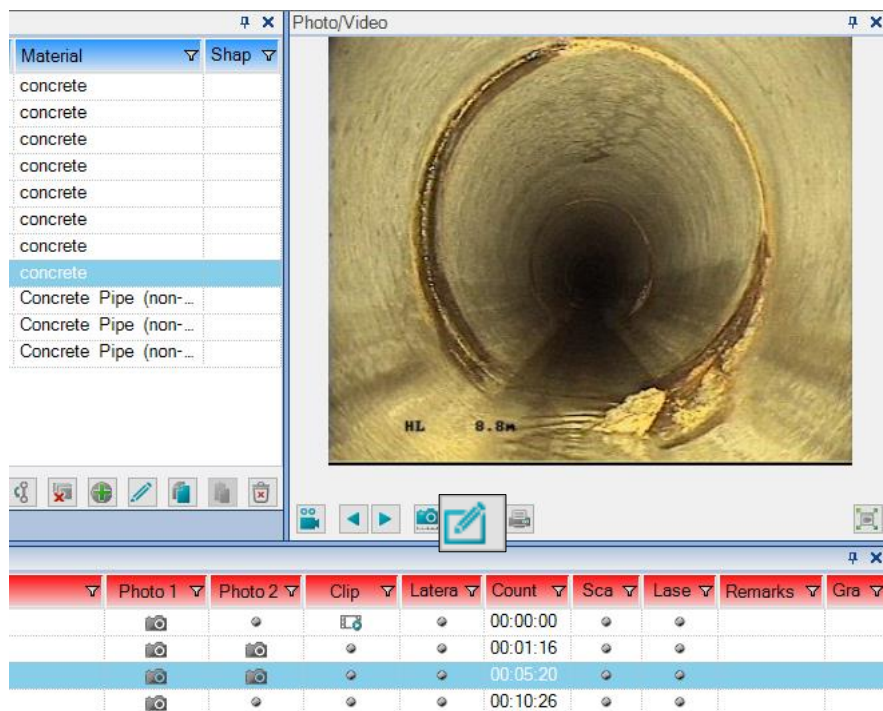 Photo/Video
Material Shap
concrete
concrete
concrete
concrete
concrete
concrete
concrete
concrete
Concrete Pipe (non-...
Concrete Pipe (non-...
Concrete Pipe (non-...
HL 8.8m
Photo 1 Photo 2 Clip Latera Count Sca Lase Remarks Gra
00:00:00
00:01:16
00:05:20
00:10:26